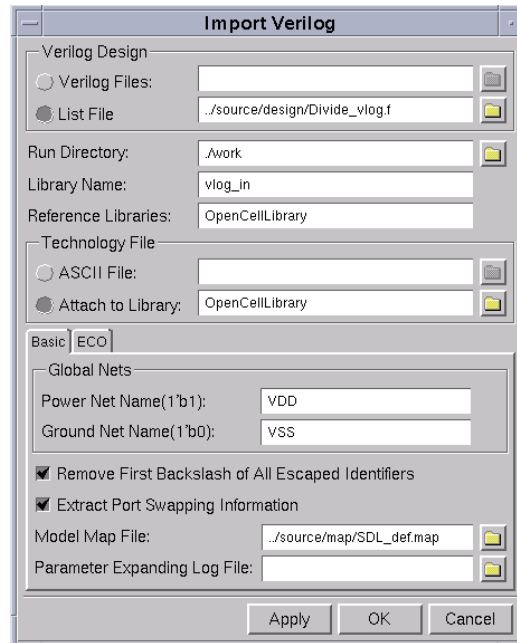 Import Verilog
Verilog Design
Verilog Files:
List File ../source/design/Divide_vlog.f
Run Directory: ./work
Library Name: vlog_in
Reference Libraries: OpenCellLibrary
Technology File
ASCII File:
Attach to Library: OpenCellLibrary
Basic ECO
Global Nets
Power Net Name(1'b1): VDD
Ground Net Name(1'b0): VSS
Remove First Backslash of All Escaped Identifiers
Extract Port Swapping Information
Model Map File: ../source/map/SDL_def.map
Parameter Expanding Log File:
Apply OK Cancel